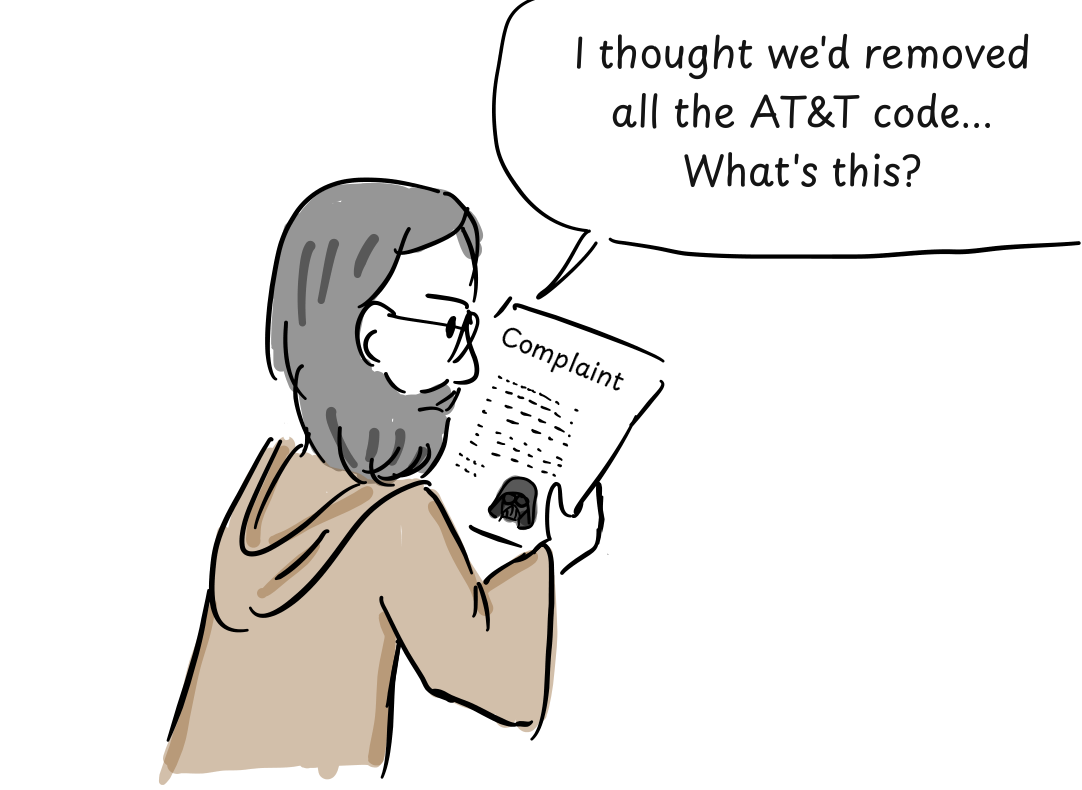 I thought we'd removed
all the AT&T code...
What's this?
Complaint